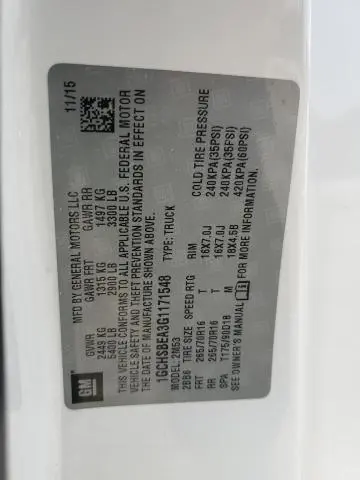 GM
MFD BY GENERAL MOTORS LLC
11/15
GVWR GAWR FRT GAWR RR
2449 KG 1315 KG 1497 KG
5400 LB 2900 LB 3300 LB
THIS VEHICLE CONFORMS TO ALL APPLICABLE U.S. FEDERAL MOTOR
VEHICLE SAFETY AND THEFT PREVENTION STANDARDS IN EFFECT ON
THE DATE OF MANUFACTURE SHOWN ABOVE.
1GCHSBEA3G1171548 TYPE: TRUCK
MODEL: 2M53
2BB6 TIRE SIZE SPEED RTG RIM COLD TIRE PRESSURE
FRT 265/70R16 T 16X7.0J 240KPA(35PSI)
RR 265/70R16 T 16X7.0J 240KPA(35PSI)
SPA T175/90D18 M 18X4.5B 420KPA(60PSI)
SEE OWNER'S MANUAL FOR MORE INFORMATION.